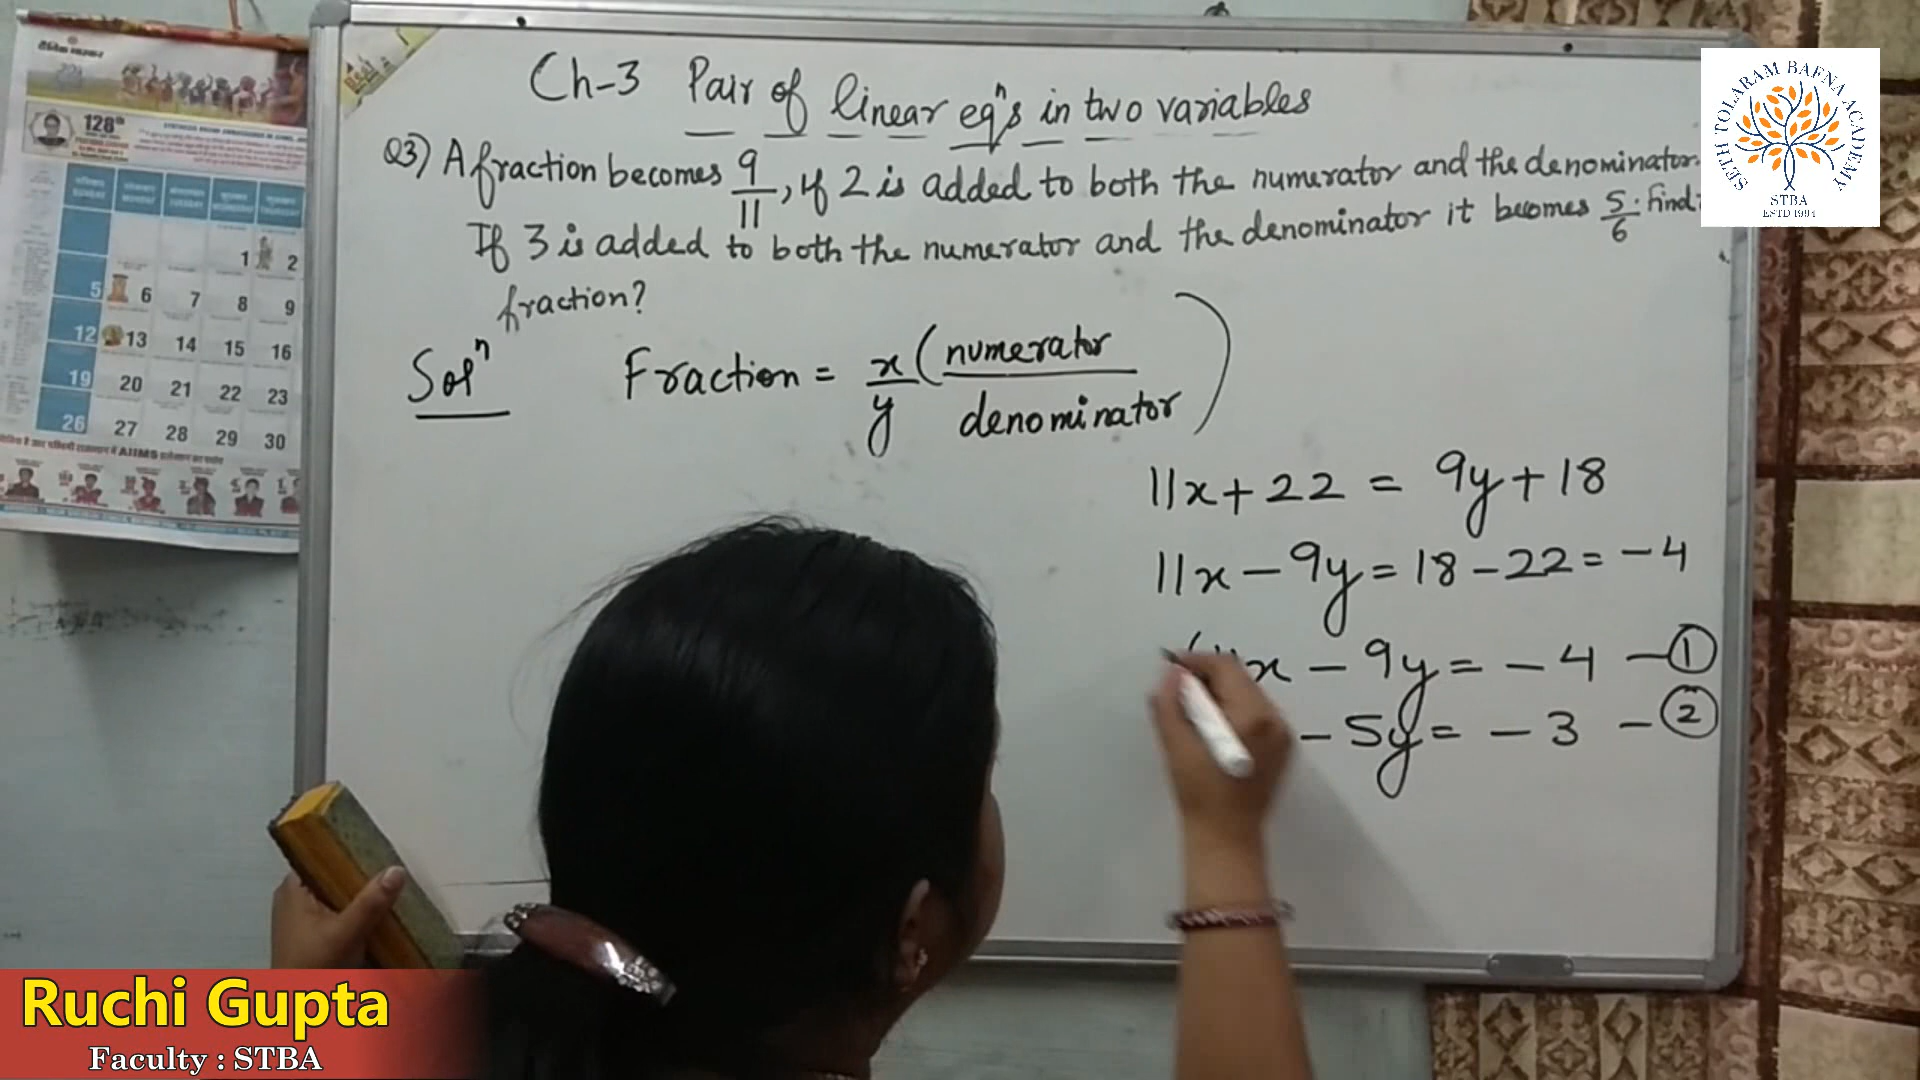 Ch-3 Pair of linear eqⁿs in two variables
Q3) A fraction becomes 9/11, if 2 is added to both the numerator and the denominator.
If 3 is added to both the numerator and the denominator it becomes 5/6. Find
fraction?
Solⁿ Fraction = x/y (numerator/denominator)
11x + 22 = 9y + 18
11x - 9y = 18 - 22 = -4
11x - 9y = -4 - ①
- 5y = -3 - ②
SETH TOLARAM BAFNA ACADEMY
STBA
ESTD 1994
128th
1 2
5 6 7 8 9
12 13 14 15 16
19 20 21 22 23
26 27 28 29 30
Ruchi Gupta
Faculty : STBA